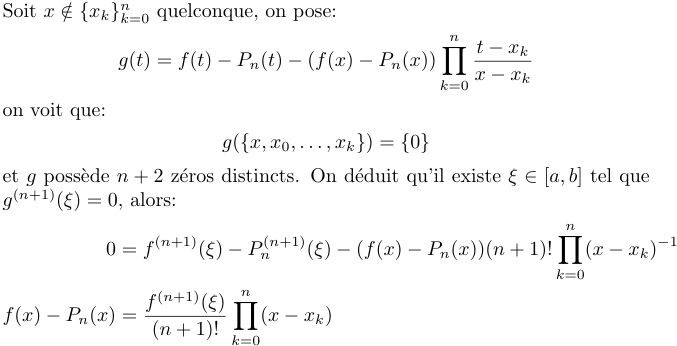 Soit $x \notin \{x_k\}_{k=0}^n$ quelconque, on pose:
$g(t) = f(t) - P_n(t) - (f(x) - P_n(x)) \prod_{k=0}^{n} \frac{t - x_k}{x - x_k}$
on voit que:
$g(\{x, x_0, \ldots, x_k\}) = \{0\}$
et $g$ possède $n + 2$ zéros distincts. On déduit qu'il existe $\xi \in [a, b]$ tel que
$g^{(n+1)}(\xi) = 0$, alors:
$0 = f^{(n+1)}(\xi) - P_n^{(n+1)}(\xi) - (f(x) - P_n(x))(n + 1)! \prod_{k=0}^{n} (x - x_k)^{-1}$
$f(x) - P_n(x) = \frac{f^{(n+1)}(\xi)}{(n + 1)!} \prod_{k=0}^{n} (x - x_k)$